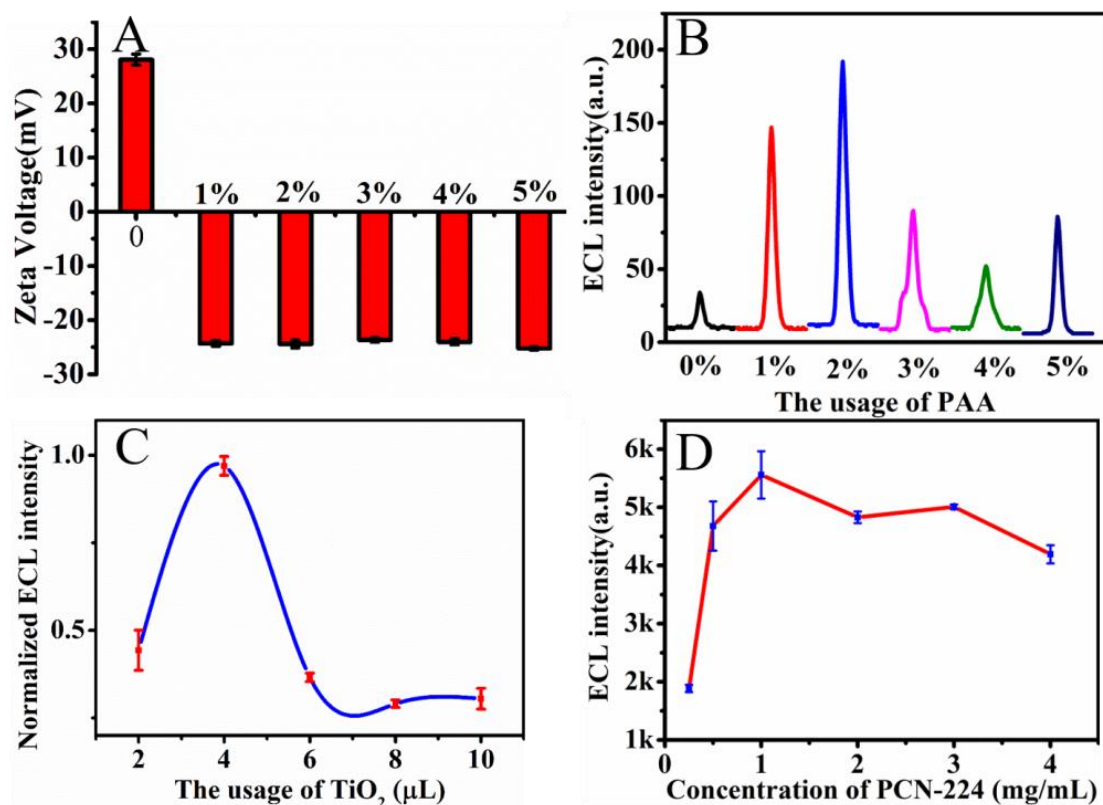 A
Zeta Voltage(mV)
30
20
10
0
-10
-20
-30
0
1%
2%
3%
4%
5%
B
ECL intensity(a.u.)
200
150
100
50
0
0%
1%
2%
3%
4%
5%
The usage of PAA
C
Normalized ECL intensity
1.0
0.5
2
4
6
8
10
The usage of TiO₂ (μL)
D
ECL intensity(a.u.)
6k
5k
4k
3k
2k
1k
0
1
2
3
4
Concentration of PCN-224 (mg/mL)